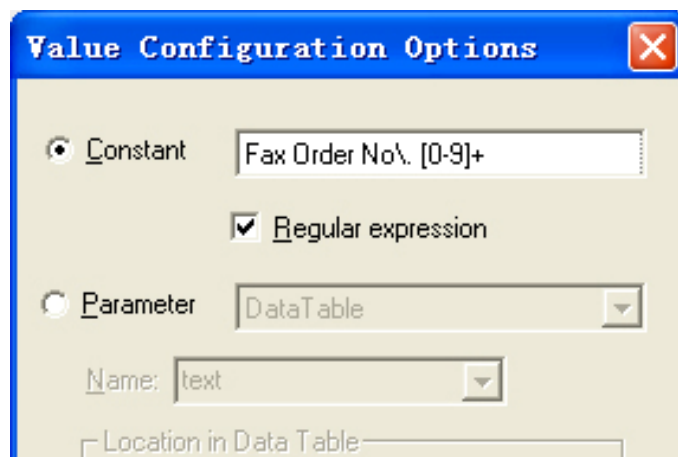 Value Configuration Options
Constant Fax Order No\. [0-9]+
Regular expression
Parameter DataTable
Name: text
Location in Data Table